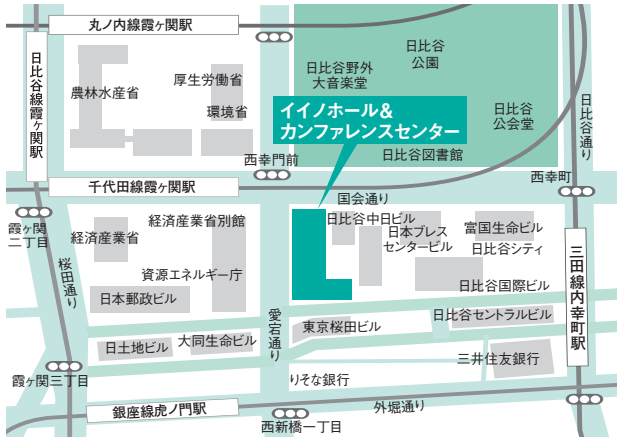 丸ノ内線霞ヶ関駅
日比谷線霞ヶ関駅
農林水産省
厚生労働省
環境省
日比谷野外
大音楽堂
日比谷
公園
日比谷
公会堂
日比谷図書館
日比谷通り
イイノホール&
カンファレンスセンター
西幸門前
千代田線霞ヶ関駅
国会通り
西幸町
霞ヶ関
二丁目
桜田通り
経済産業省
経済産業省別館
資源エネルギー庁
日本郵政ビル
日比谷中日ビル
日本プレス
センタービル
富国生命ビル
日比谷シティ
日比谷国際ビル
三田線内幸町駅
愛宕通り
日土地ビル
大同生命ビル
東京桜田ビル
日比谷セントラルビル
三井住友銀行
霞ヶ関三丁目
りそな銀行
銀座線虎ノ門駅
外堀通り
西新橋一丁目